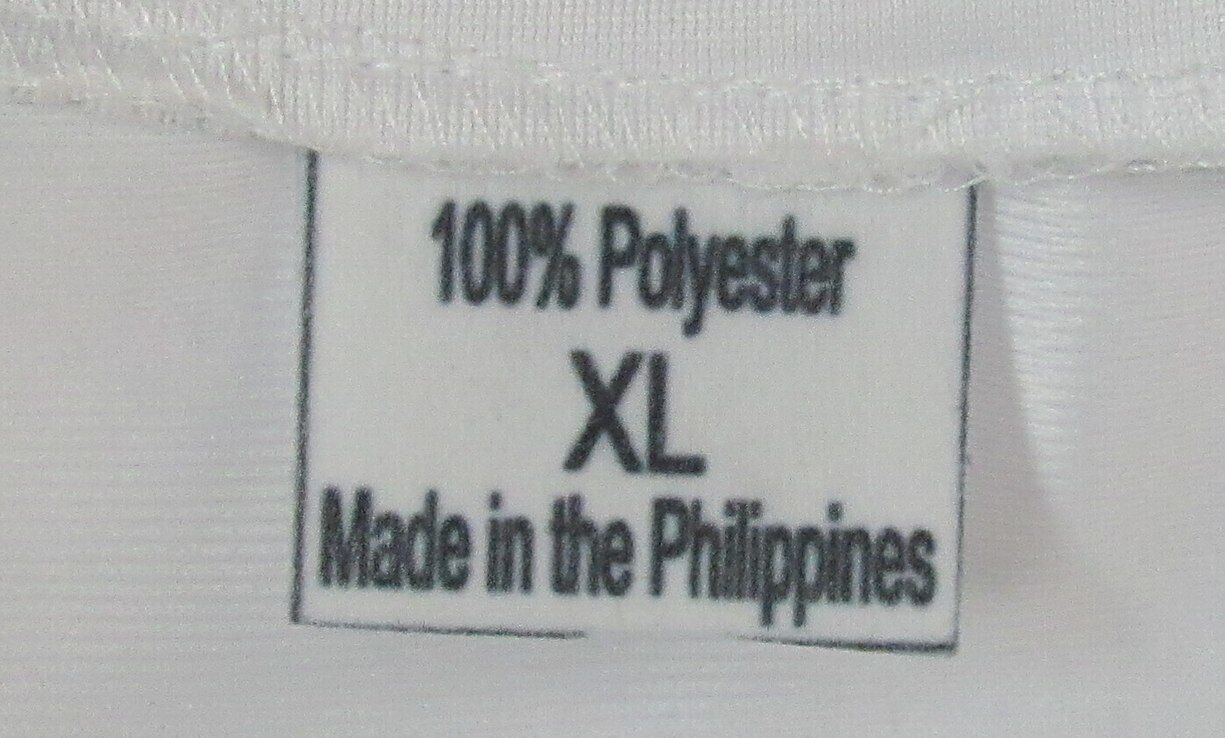 100% Polyester
XL
Made in the Philippines